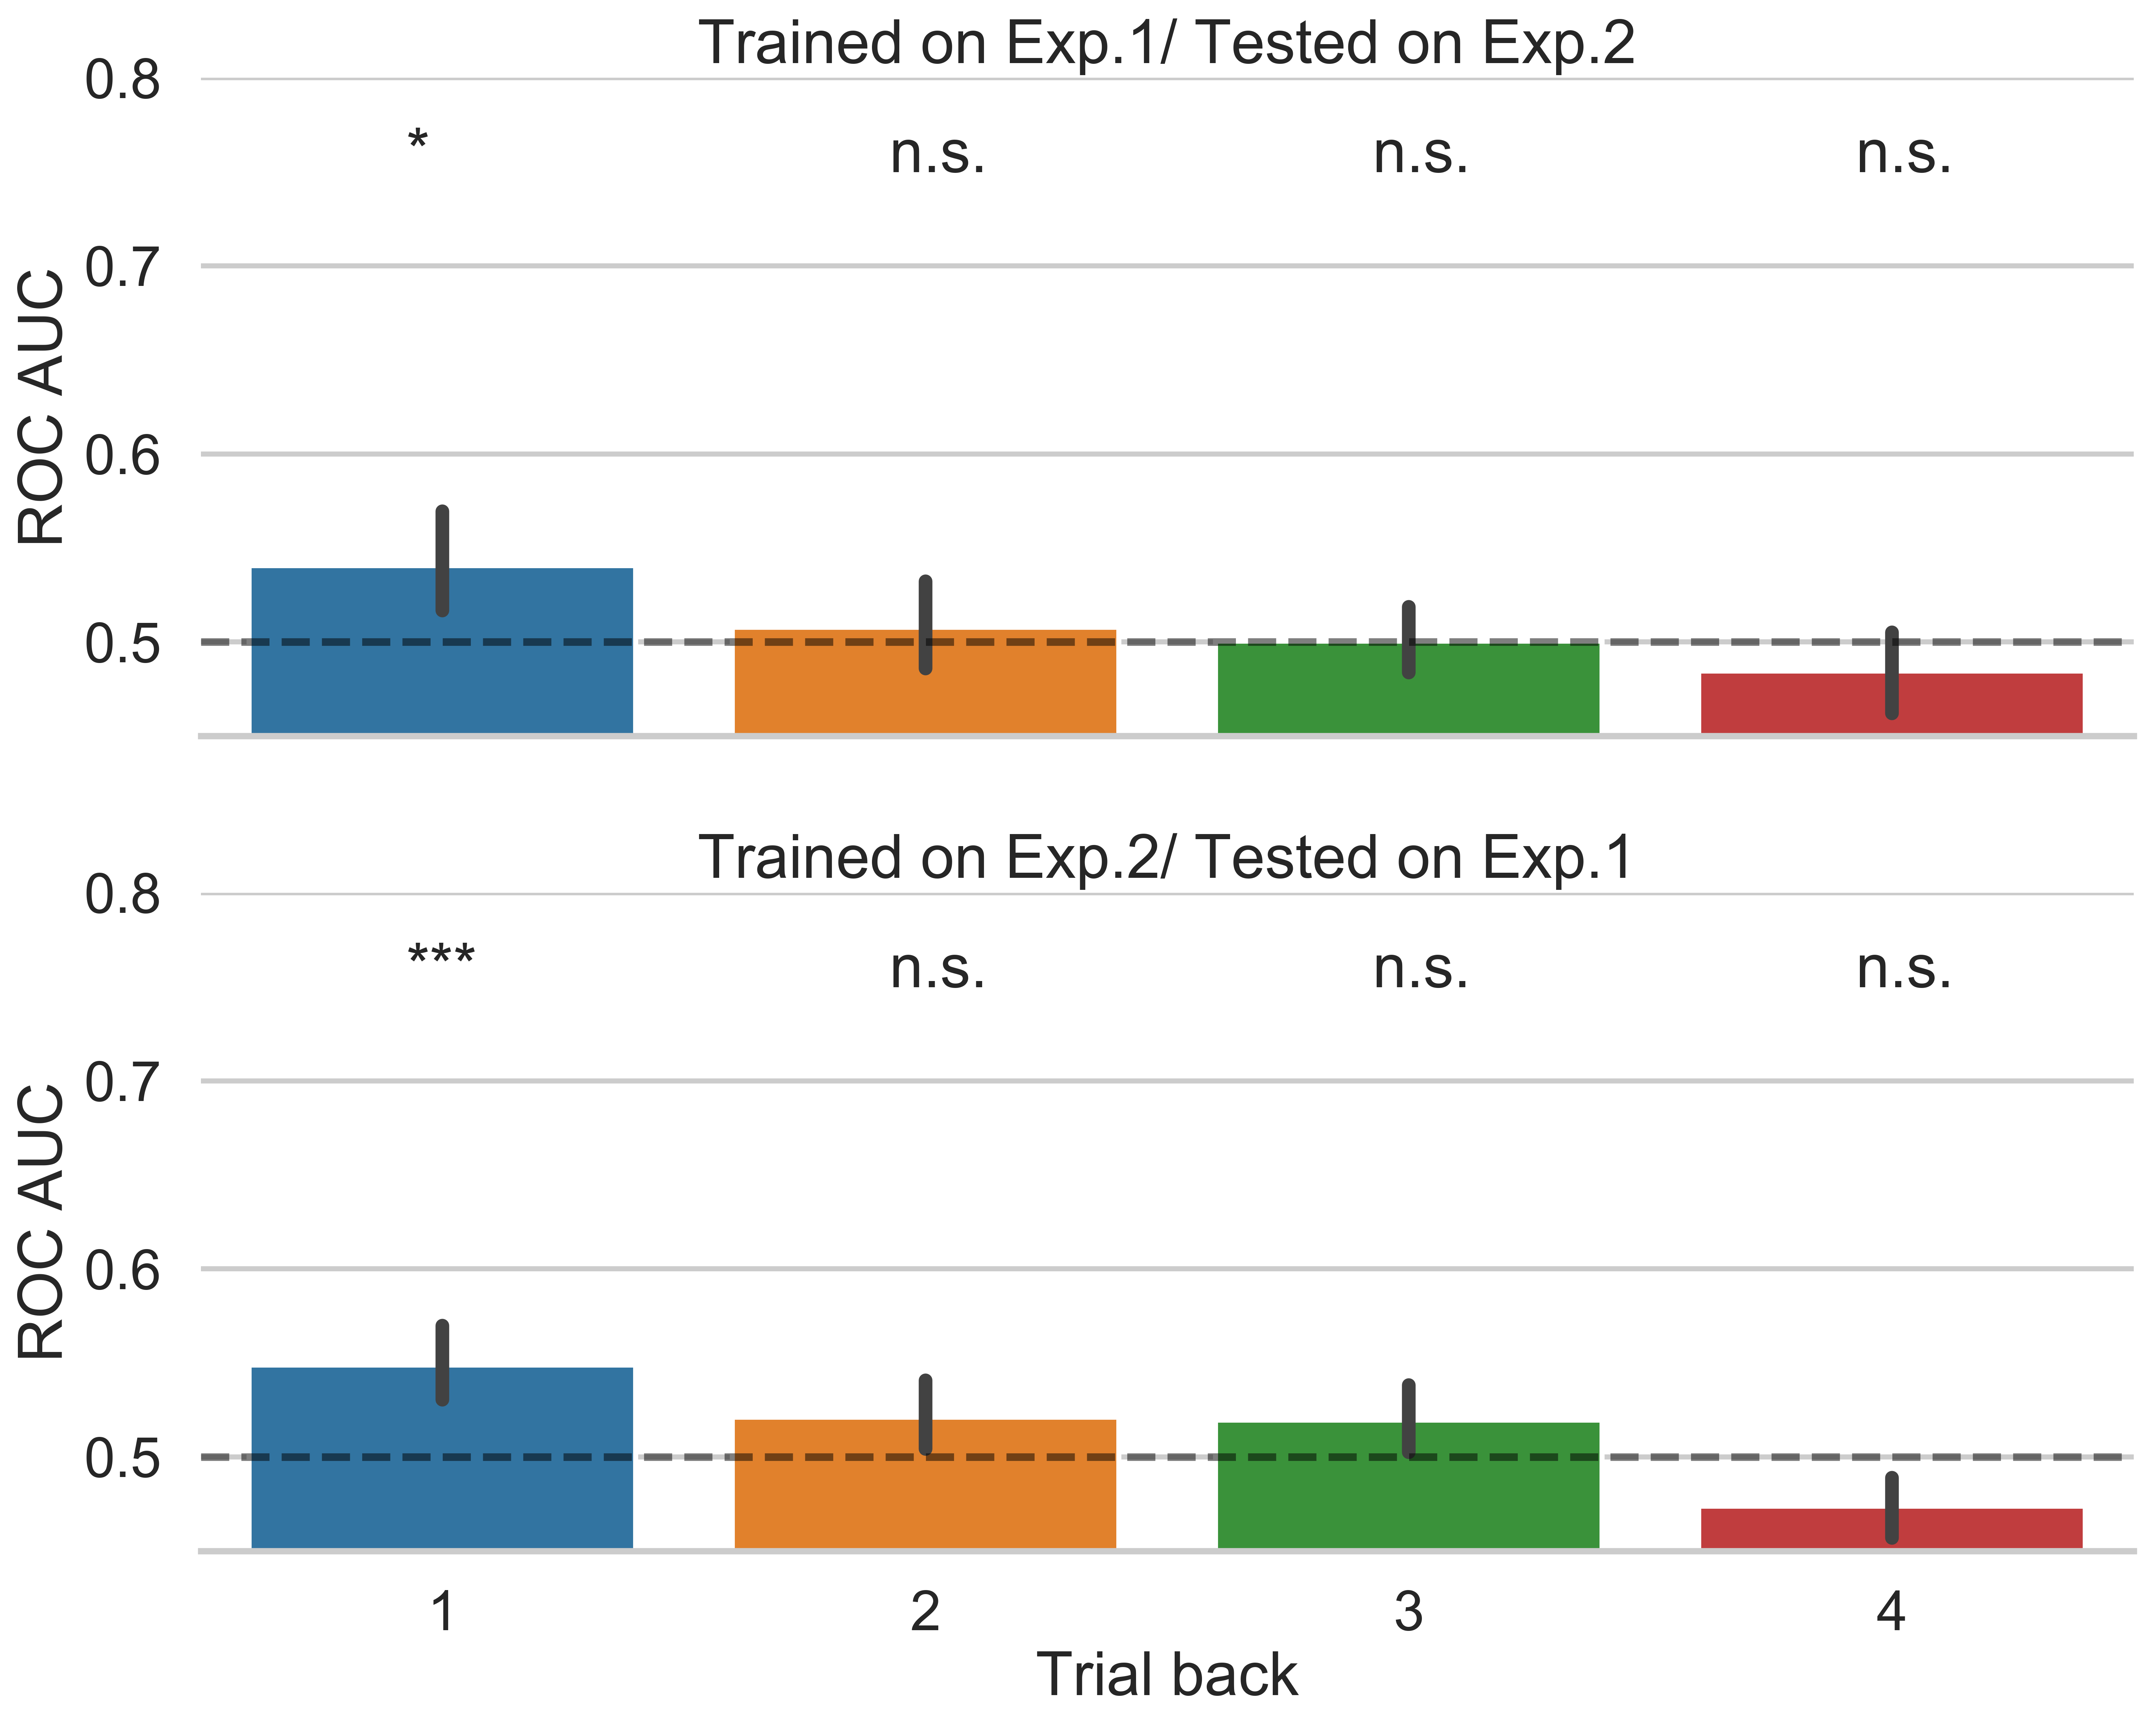 Trained on Exp.1/ Tested on Exp.2
0.8
* n.s. n.s. n.s.
0.7
ROC AUC
0.6
0.5
Trained on Exp.2/ Tested on Exp.1
0.8
*** n.s. n.s. n.s.
0.7
ROC AUC
0.6
0.5
1 2 3 4
Trial back